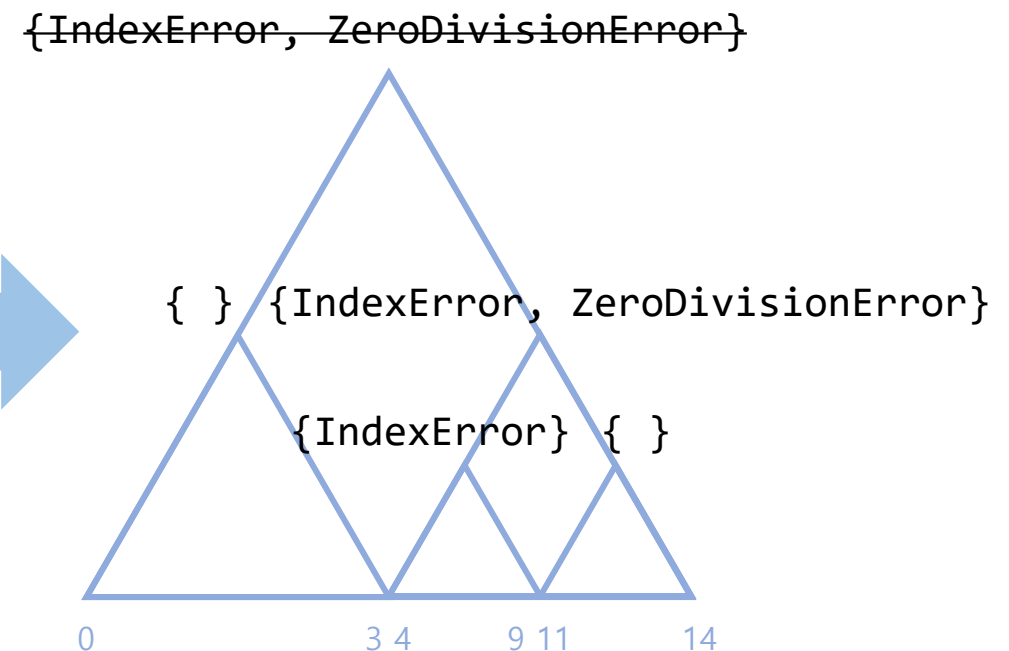 {IndexError, ZeroDivisionError}
{ } {IndexError, ZeroDivisionError}
{IndexError} { }
0 3 4 9 11 14